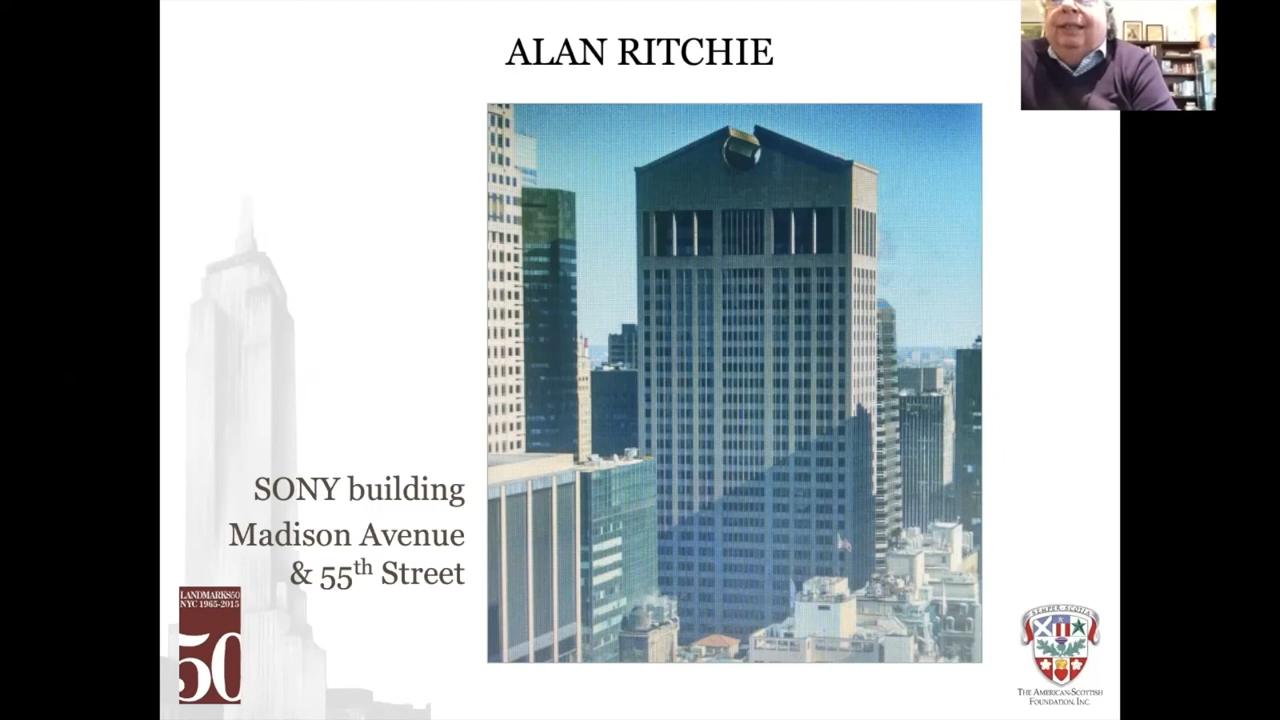 ALAN RITCHIE
SONY building
Madison Avenue
& 55th Street
LANDMARKS50
NYC 1965-2015
50
SEMPER SCOTIA
THE AMERICAN-SCOTTISH
FOUNDATION, INC.